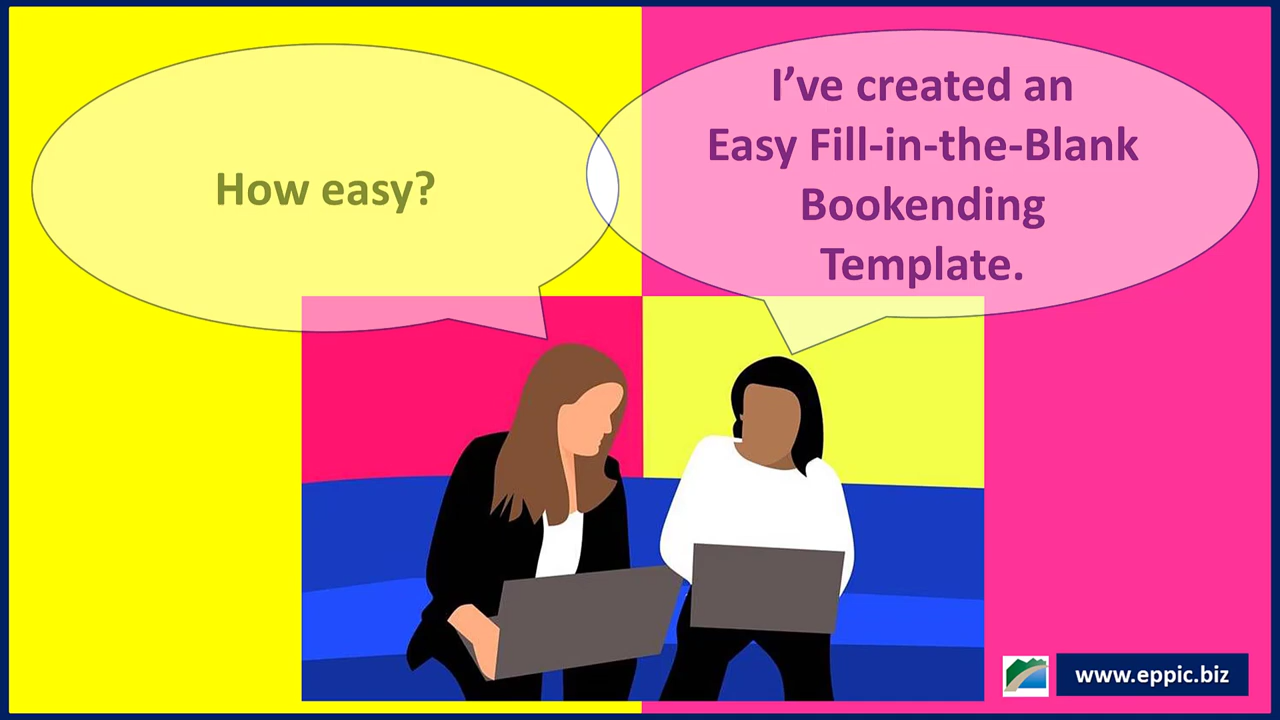 How easy?
I’ve created an
Easy Fill-in-the-Blank
Bookending
Template.
www.eppic.biz